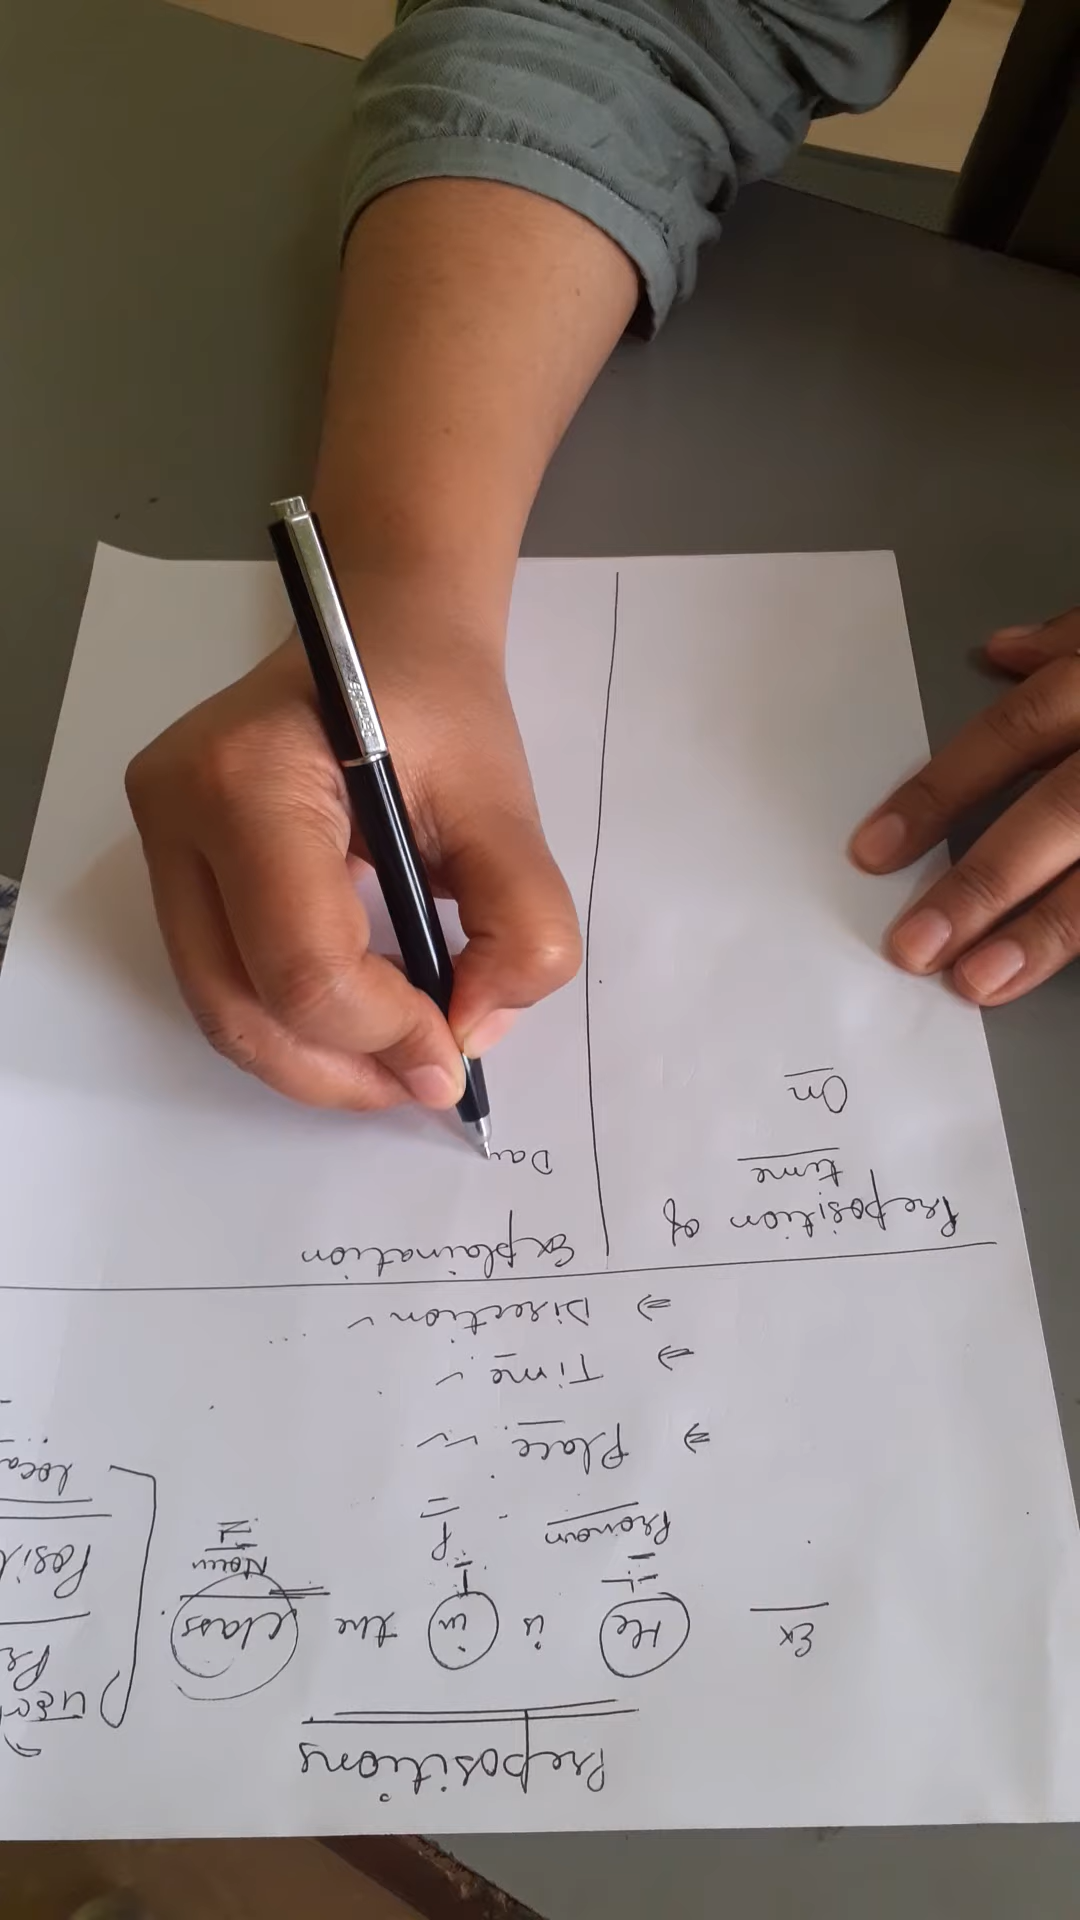 Prepositions
Ex He is in the class
Pronoun P Noun
⇒ Place
⇒ Time
⇒ Direction ...
Preposition of
time
Explaination
On
Day